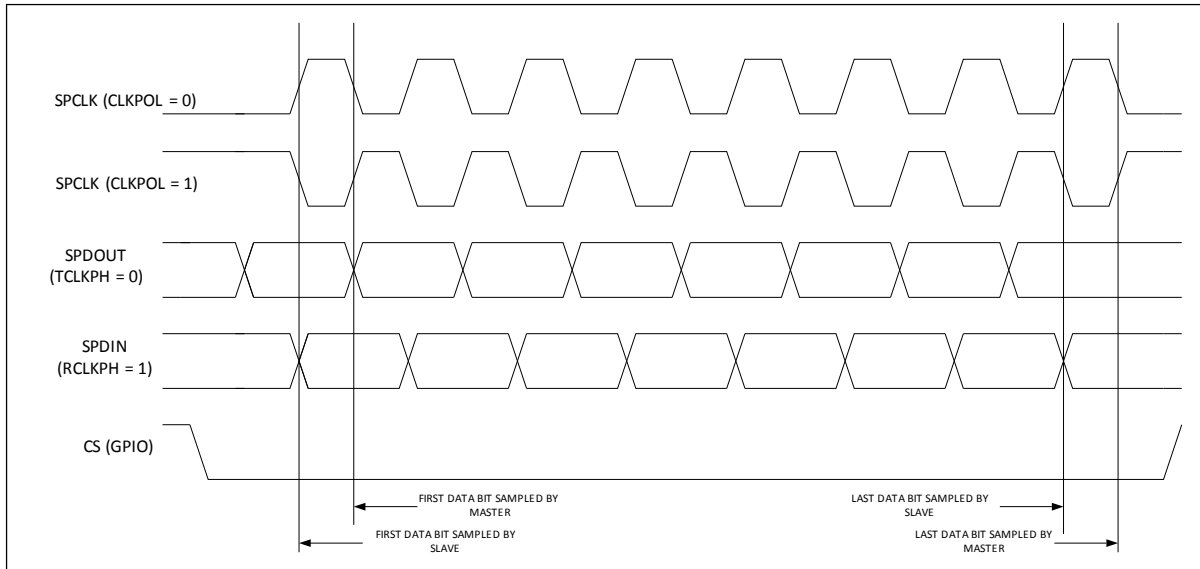 SPCLK (CLKPOL = 0)
SPCLK (CLKPOL = 1)
SPDOUT
(TCLKPH = 0)
SPDIN
(RCLKPH = 1)
CS (GPIO)
FIRST DATA BIT SAMPLED BY
MASTER
LAST DATA BIT SAMPLED BY
SLAVE
FIRST DATA BIT SAMPLED BY
SLAVE
LAST DATA BIT SAMPLED BY
MASTER